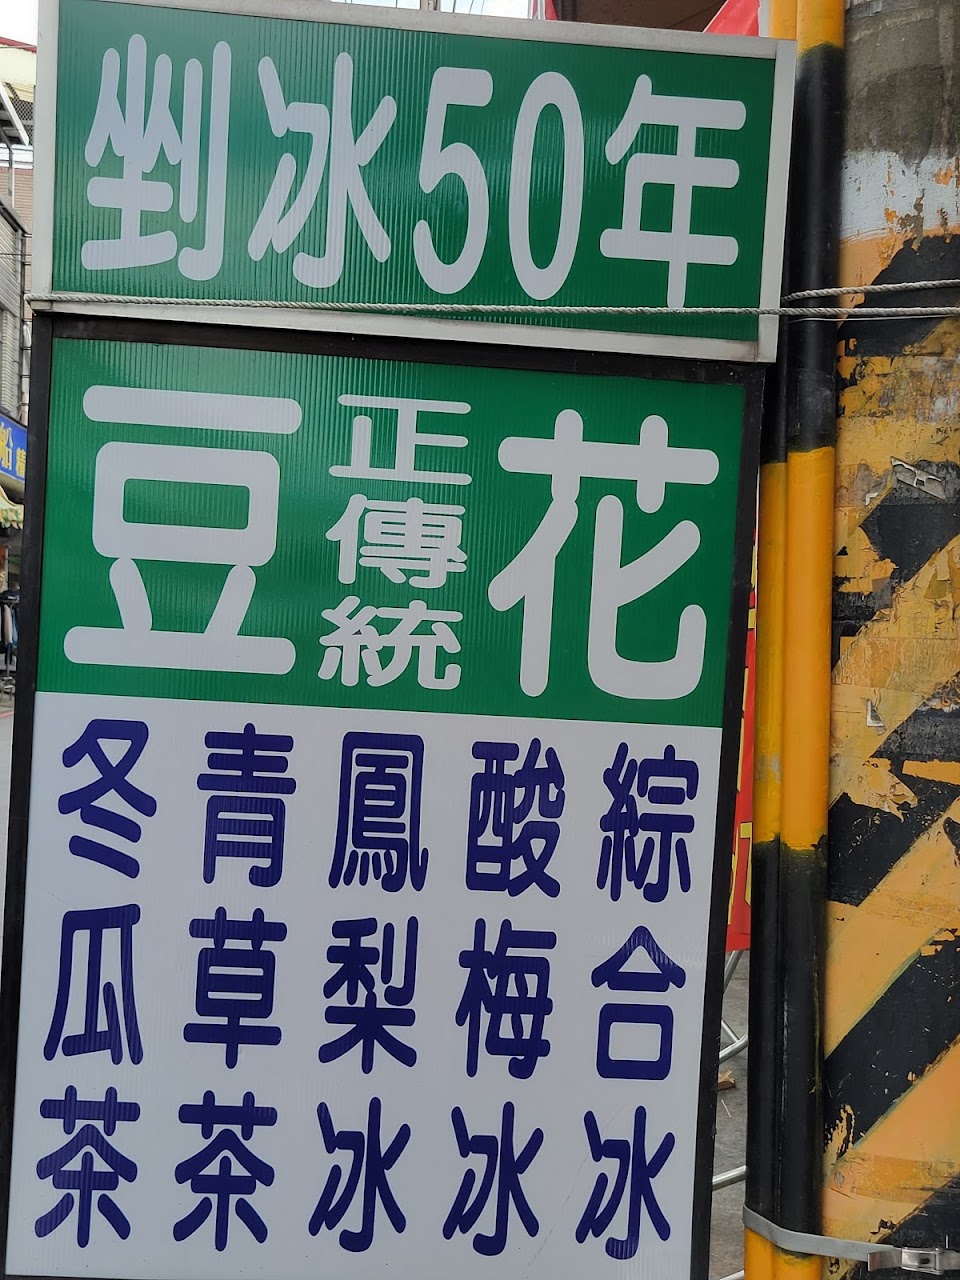 剉冰50年
豆花
正傳統
綜合冰
酸梅冰
鳳梨冰
青草茶
冬瓜茶